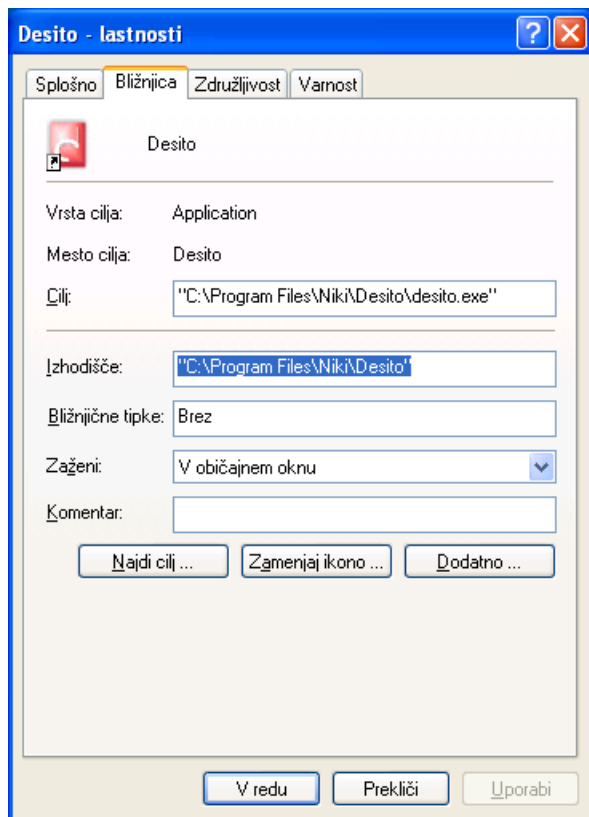 Desito - lastnosti
Splošno Bližnjica Združljivost Varnost
Desito
Vrsta cilja: Application
Mesto cilja: Desito
Cilj: "C:\Program Files\Niki\Desito\desito.exe"
Izhodišče: "C:\Program Files\Niki\Desito"
Bližnjične tipke: Brez
Zaženi: V običajnem oknu
Komentar:
Najdi cilj ... Zamenjaj ikono ... Dodatno ...
V redu Prekliči Uporabi